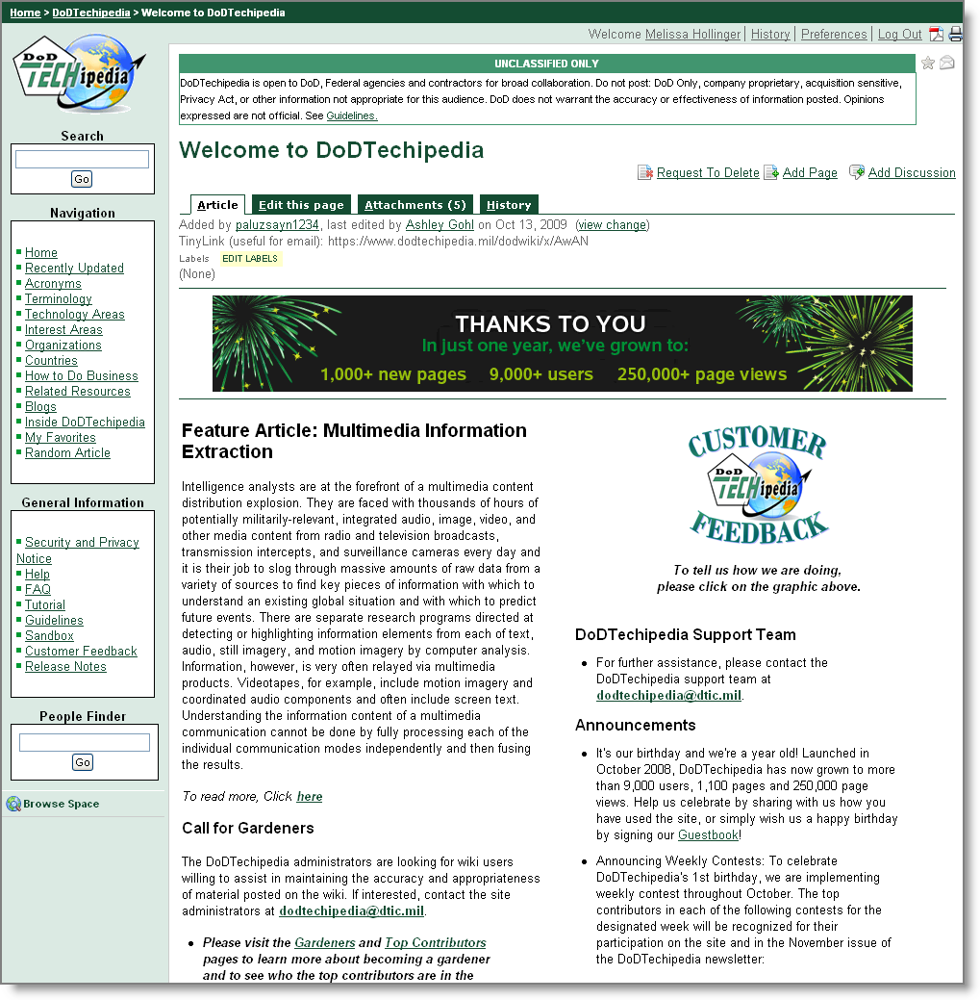 Home > DoDTechipedia > Welcome to DoDTechipedia
Welcome Melissa Hollinger | History | Preferences | Log Out
DoD
TECHipedia
Search
Go
Navigation
Home
Recently Updated
Acronyms
Terminology
Technology Areas
Interest Areas
Organizations
Countries
How to Do Business
Related Resources
Blogs
Inside DoDTechipedia
My Favorites
Random Article
General Information
Security and Privacy
Notice
Help
FAQ
Tutorial
Guidelines
Sandbox
Customer Feedback
Release Notes
People Finder
Go
Browse Space
UNCLASSIFIED ONLY
DoDTechipedia is open to DoD, Federal agencies and contractors for broad collaboration. Do not post: DoD Only, company proprietary, acquisition sensitive,
Privacy Act, or other information not appropriate for this audience. DoD does not warrant the accuracy or effectiveness of information posted. Opinions
expressed are not official. See Guidelines.
Welcome to DoDTechipedia
Request To Delete Add Page Add Discussion
Article Edit this page Attachments (5) History
Added by paluzsayn1234, last edited by Ashley Gohl on Oct 13, 2009 (view change)
TinyLink (useful for email): https://www.dodtechipedia.mil/dodwiki/x/AwAN
Labels EDIT LABELS
(None)
THANKS TO YOU
In just one year, we've grown to:
1,000+ new pages 9,000+ users 250,000+ page views
Feature Article: Multimedia Information
Extraction
Intelligence analysts are at the forefront of a multimedia content
distribution explosion. They are faced with thousands of hours of
potentially militarily-relevant, integrated audio, image, video, and
other media content from radio and television broadcasts,
transmission intercepts, and surveillance cameras every day and
it is their job to slog through massive amounts of raw data from a
variety of sources to find key pieces of information with which to
understand an existing global situation and with which to predict
future events. There are separate research programs directed at
detecting or highlighting information elements from each of text,
audio, still imagery, and motion imagery by computer analysis.
Information, however, is very often relayed via multimedia
products. Videotapes, for example, include motion imagery and
coordinated audio components and often include screen text.
Understanding the information content of a multimedia
communication cannot be done by fully processing each of the
individual communication modes independently and then fusing
the results.
To read more, Click here
Call for Gardeners
The DoDTechipedia administrators are looking for wiki users
willing to assist in maintaining the accuracy and appropriateness
of material posted on the wiki. If interested, contact the site
administrators at dodtechipedia@dtic.mil.
• Please visit the Gardeners and Top Contributors
pages to learn more about becoming a gardener
and to see who the top contributors are in the
CUSTOMER
DoD
TECHipedia
FEEDBACK
To tell us how we are doing,
please click on the graphic above.
DoDTechipedia Support Team
• For further assistance, please contact the
DoDTechipedia support team at
dodtechipedia@dtic.mil.
Announcements
• It's our birthday and we're a year old! Launched in
October 2008, DoDTechipedia has now grown to more
than 9,000 users, 1,100 pages and 250,000 page
views. Help us celebrate by sharing with us how you
have used the site, or simply wish us a happy birthday
by signing our Guestbook!
• Announcing Weekly Contests: To celebrate
DoDTechipedia's 1st birthday, we are implementing
weekly contest throughout October. The top
contributors in each of the following contests for the
designated week will be recognized for their
participation on the site and in the November issue of
the DoDTechipedia newsletter: